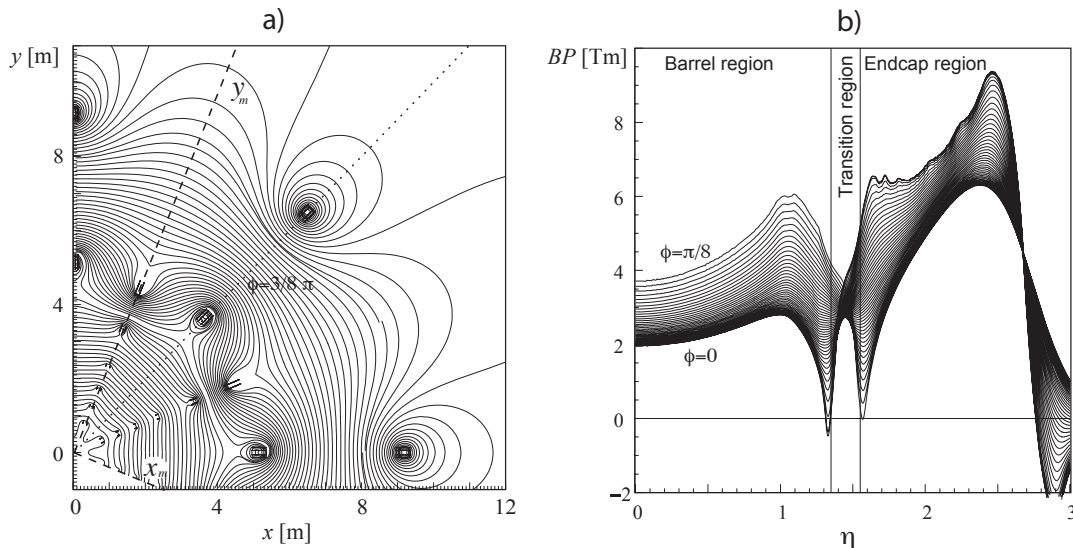 a)
y [m]
8
4
0
0
4
8
12
x [m]
y_m
x_m
φ=3/8 π
b)
BP [Tm]
Barrel region
Transition region
Endcap region
8
6
4
2
0
−2
φ=π/8
φ=0
0
1
2
3
η